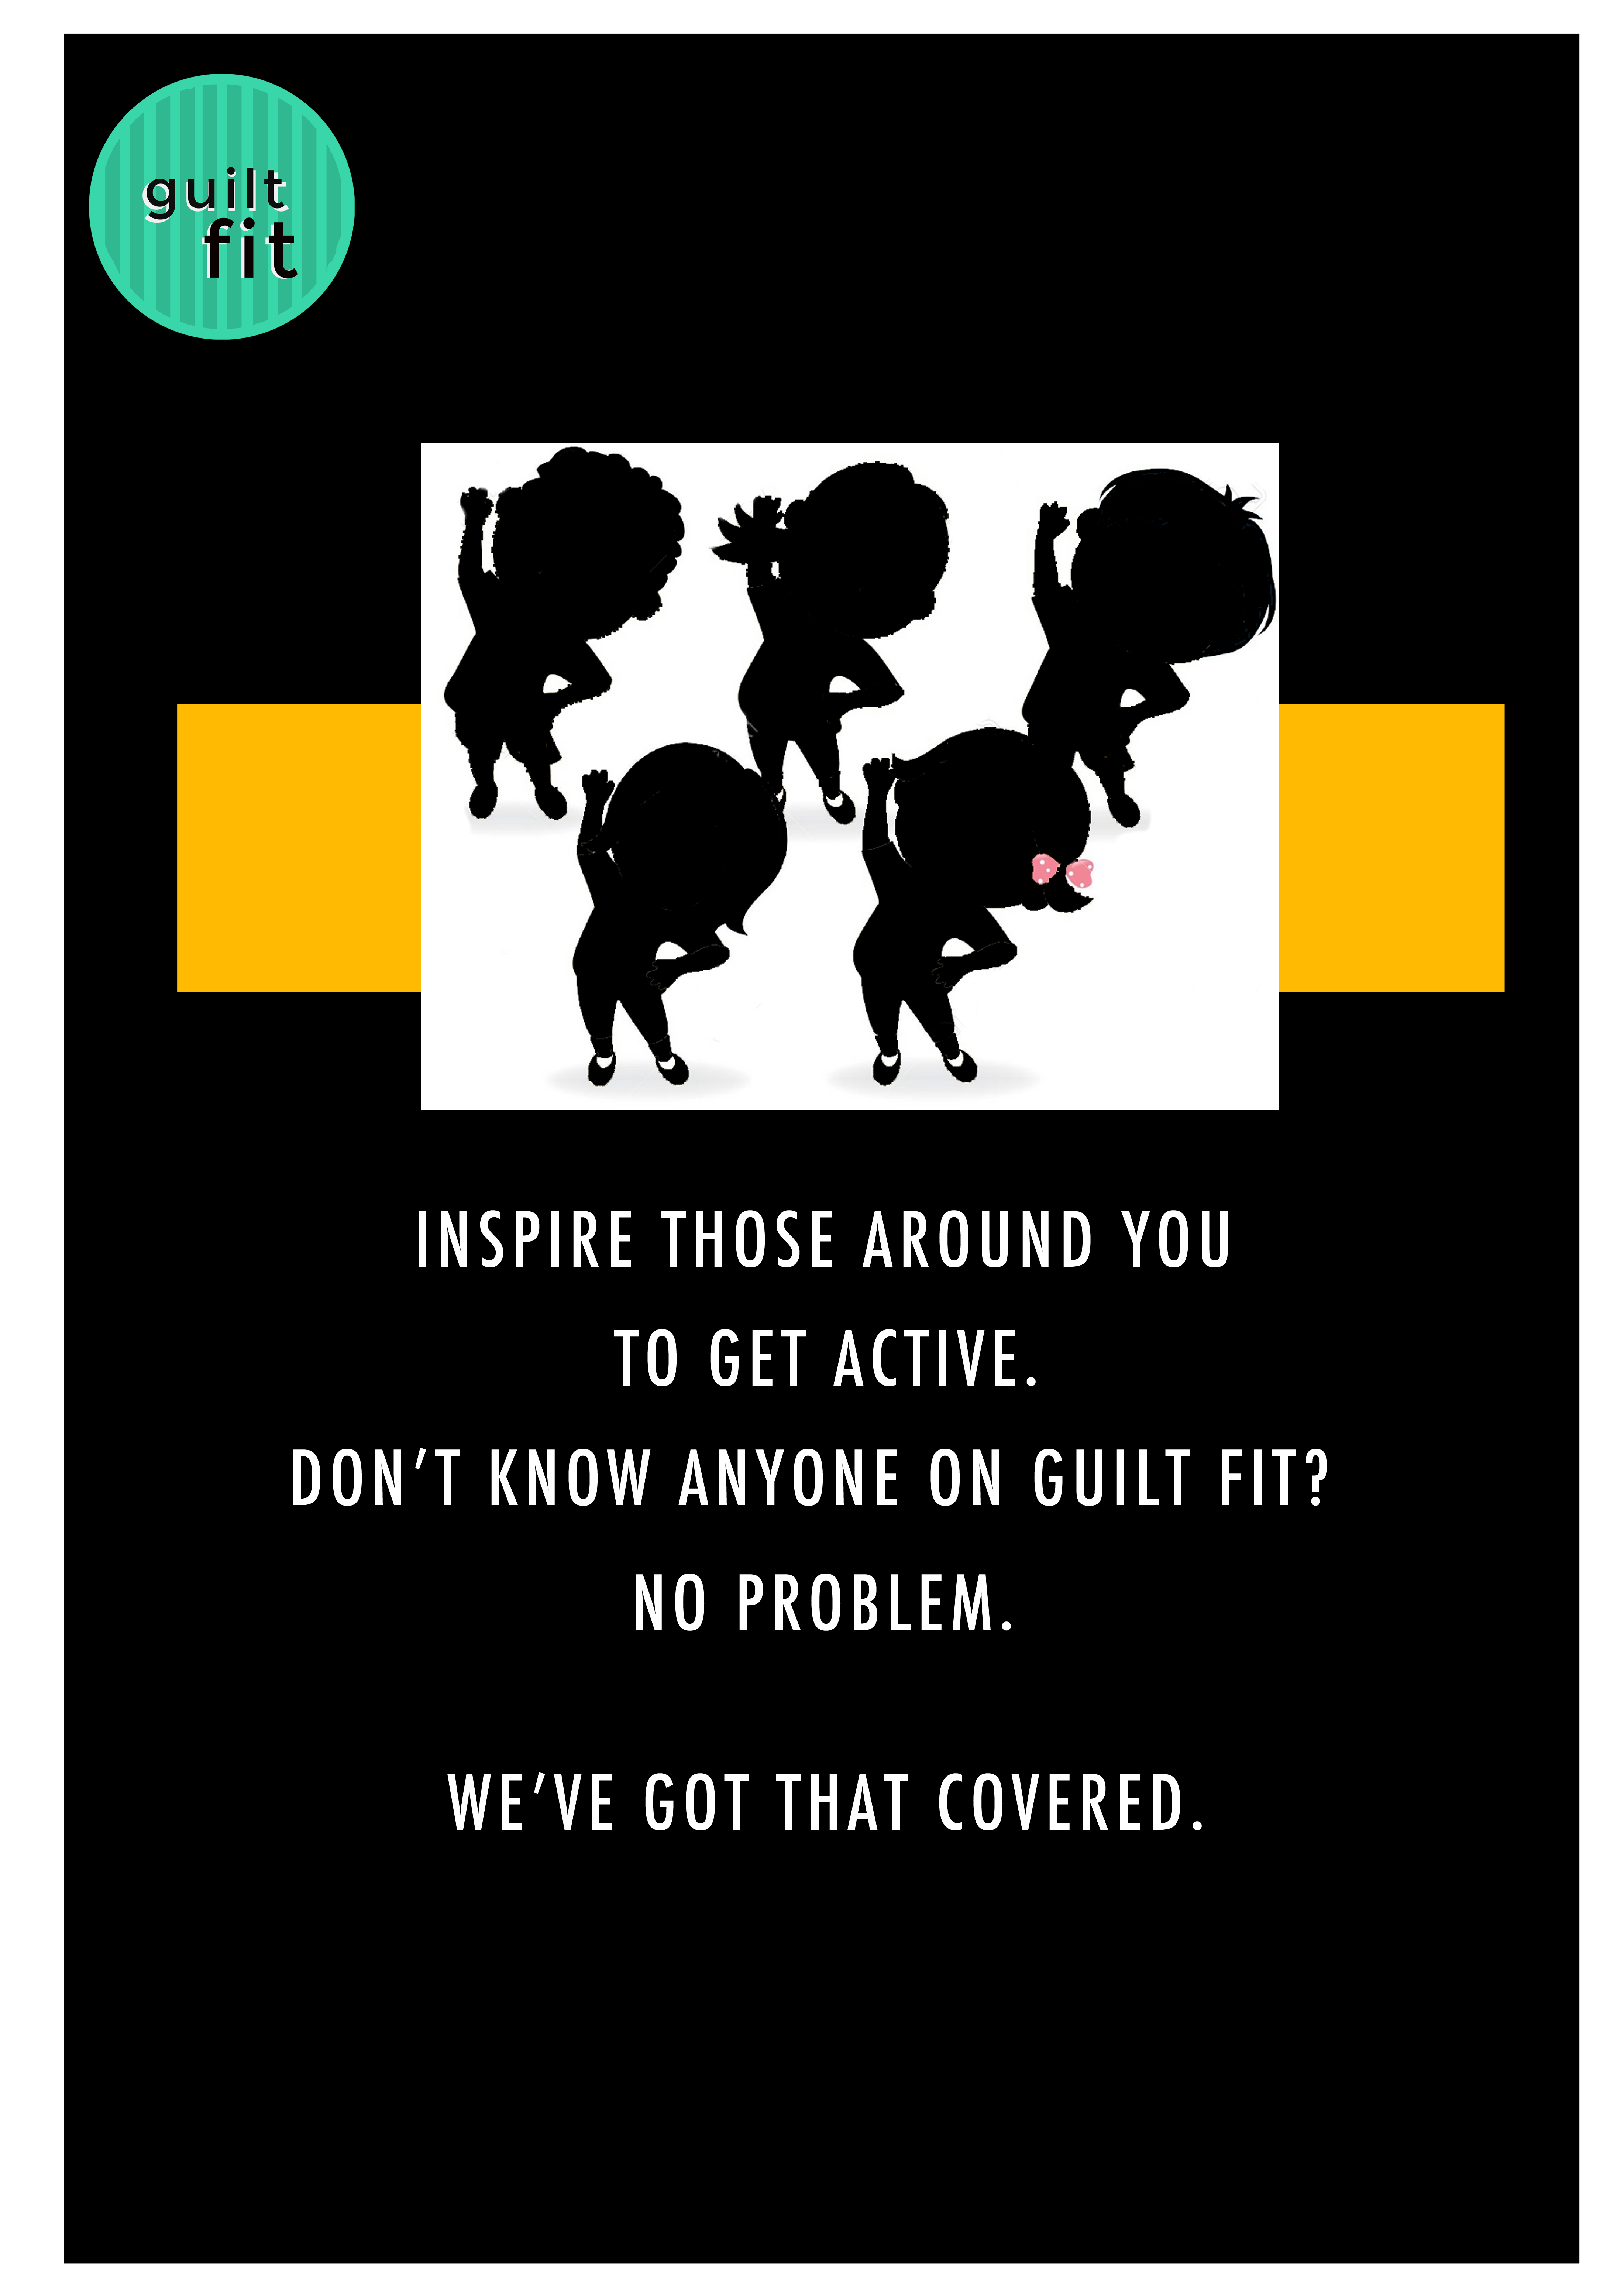 guilt
fit
INSPIRE THOSE AROUND YOU
TO GET ACTIVE.
DON’T KNOW ANYONE ON GUILT FIT?
NO PROBLEM.
WE’VE GOT THAT COVERED.